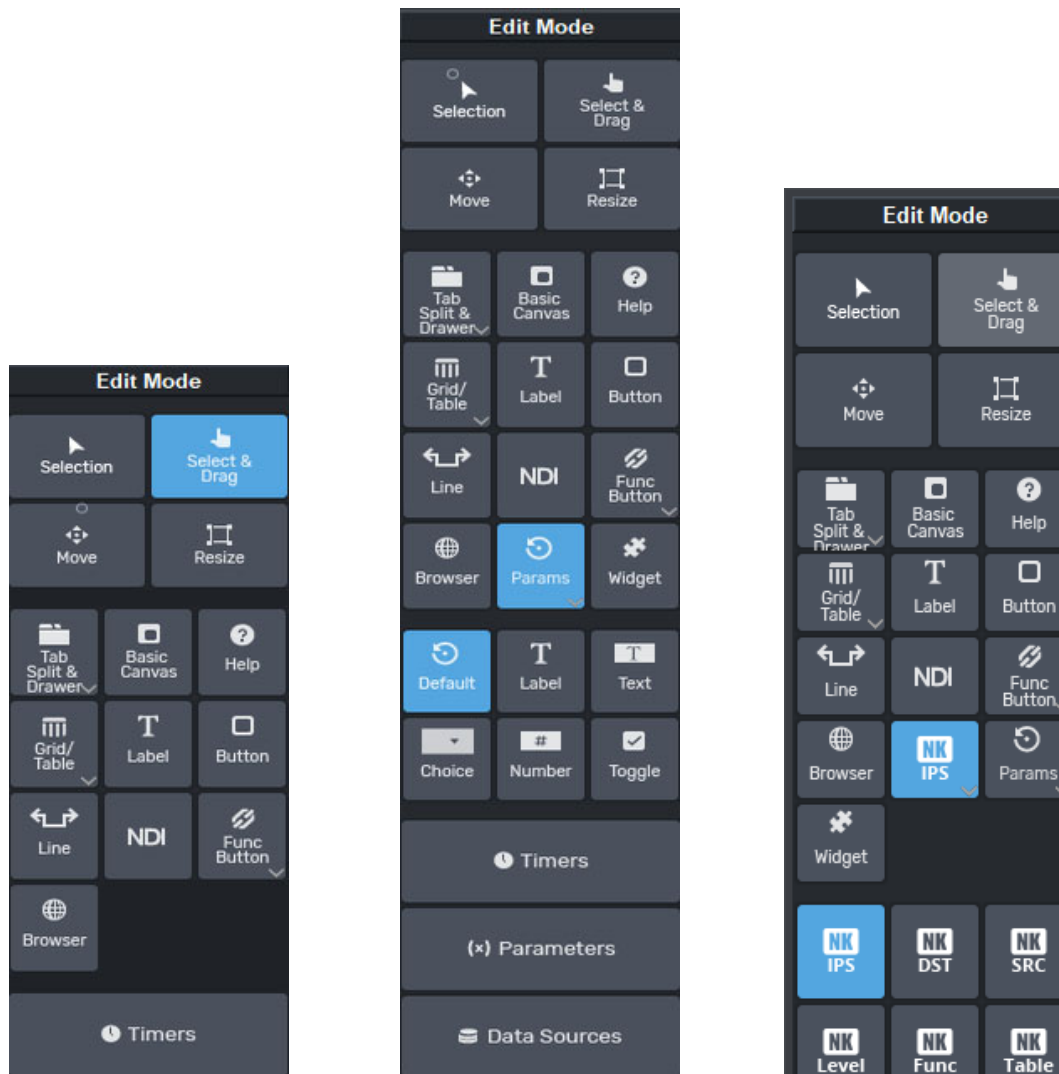 Edit Mode
Selection
Select &
Drag
Move
Resize
Tab
Split &
Drawer
Basic
Canvas
Help
Grid/
Table
T
Label
Button
Line
NDI
Func
Button
Browser
Timers
Edit Mode
Selection
Select &
Drag
Move
Resize
Tab
Split &
Drawer
Basic
Canvas
Help
Grid/
Table
T
Label
Button
Line
NDI
Func
Button
Browser
Params
Widget
Default
T
Label
T
Text
Choice
#
Number
Toggle
Timers
(x) Parameters
Data Sources
Edit Mode
Selection
Select &
Drag
Move
Resize
Tab
Split &
Drawer
Basic
Canvas
Help
Grid/
Table
T
Label
Button
Line
NDI
Func
Button
Browser
NK
IPS
Params
Widget
NK
IPS
NK
DST
NK
SRC
NK
Level
NK
Func
NK
Table